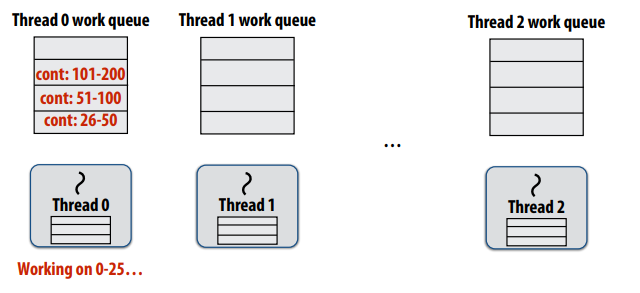 Thread 0 work queue
Thread 1 work queue
Thread 2 work queue
cont: 101-200
cont: 51-100
cont: 26-50
...
Thread 0
Thread 1
Thread 2
Working on 0-25...